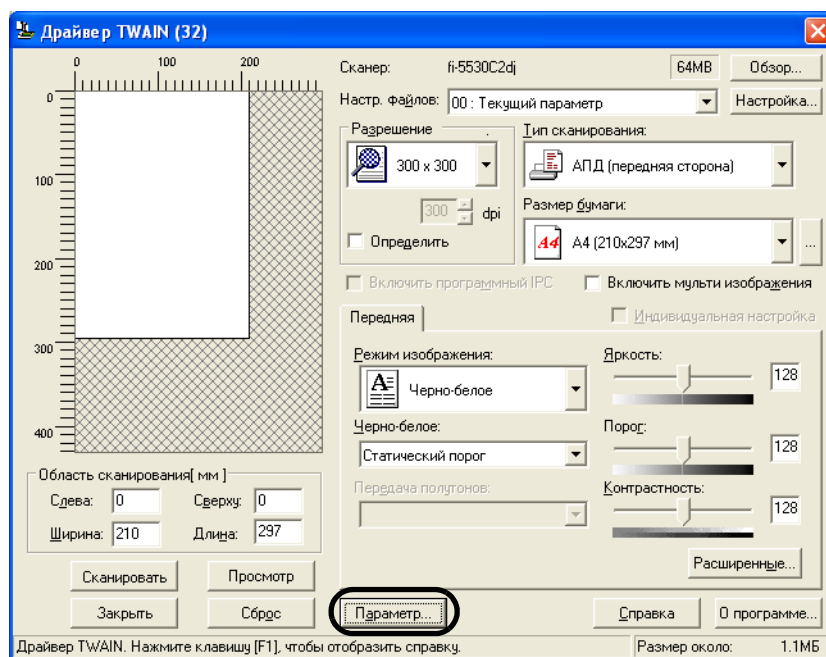 Драйвер TWAIN (32)
0 100 200
0
100
200
300
400
Сканер: fi-5530C2dj 64MB Обзор...
Настр. файлов: 00 : Текущий параметр Настройка...
Разрешение .
300 x 300
300 dpi
Определить
Тип сканирования:
АПД (передняя сторона)
Размер бумаги:
A4 A4 (210x297 мм) ...
Включить программный IPC Включить мульти изображения
Передняя Индивидуальная настройка
Режим изображения:
A Черно-белое
Черно-белое:
Статический порог
Передача полутонов:
Яркость:
128
Порог:
128
Контрастность:
128
Расширенные...
Область сканирования[ мм ]
Слева: 0 Сверху: 0
Ширина: 210 Длина: 297
Сканировать Просмотр
Закрыть Сброс Параметр... Справка О программе...
Драйвер TWAIN. Нажмите клавишу [F1], чтобы отобразить справку. Размер около: 1.1МБ